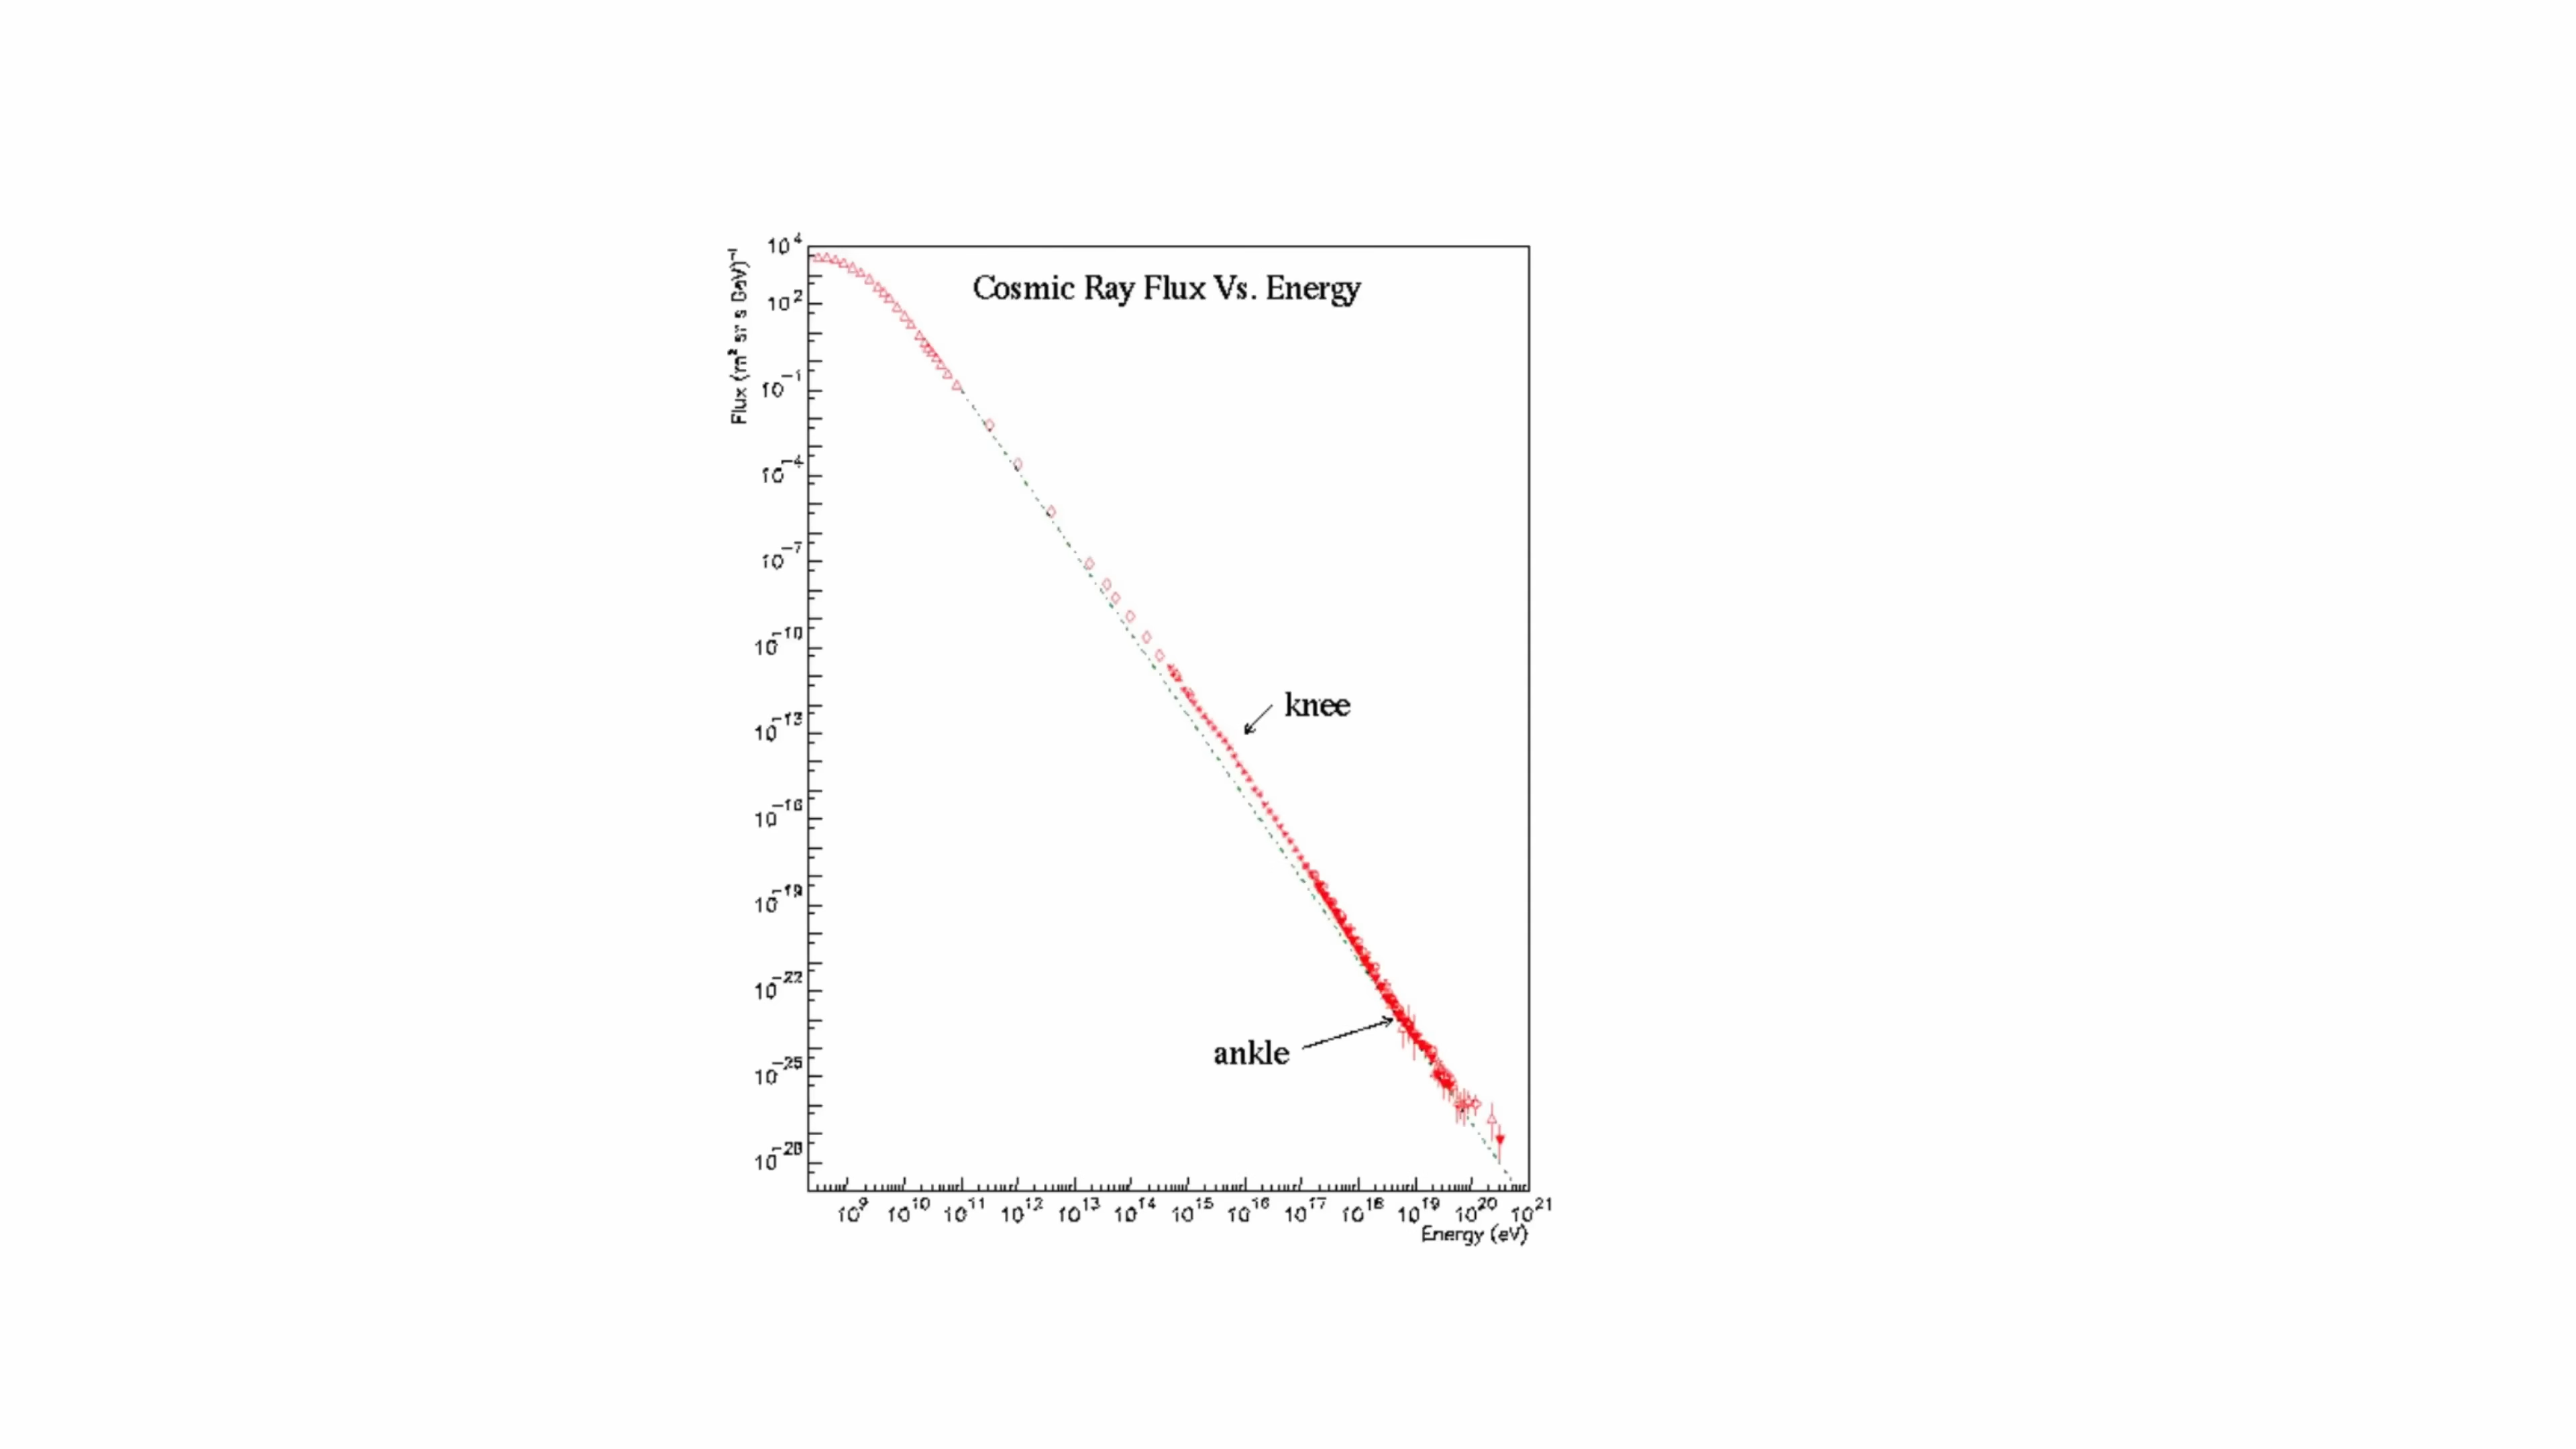 Cosmic Ray Flux Vs. Energy
Flux (m² sr s GeV)⁻¹
10⁴
10²
10⁻¹
10⁻⁴
10⁻⁷
10⁻¹⁰
10⁻¹³
10⁻¹⁶
10⁻¹⁹
10⁻²²
10⁻²⁵
10⁻²⁸
knee
ankle
10⁹ 10¹⁰ 10¹¹ 10¹² 10¹³ 10¹⁴ 10¹⁵ 10¹⁶ 10¹⁷ 10¹⁸ 10¹⁹ 10²⁰ 10²¹
Energy (eV)